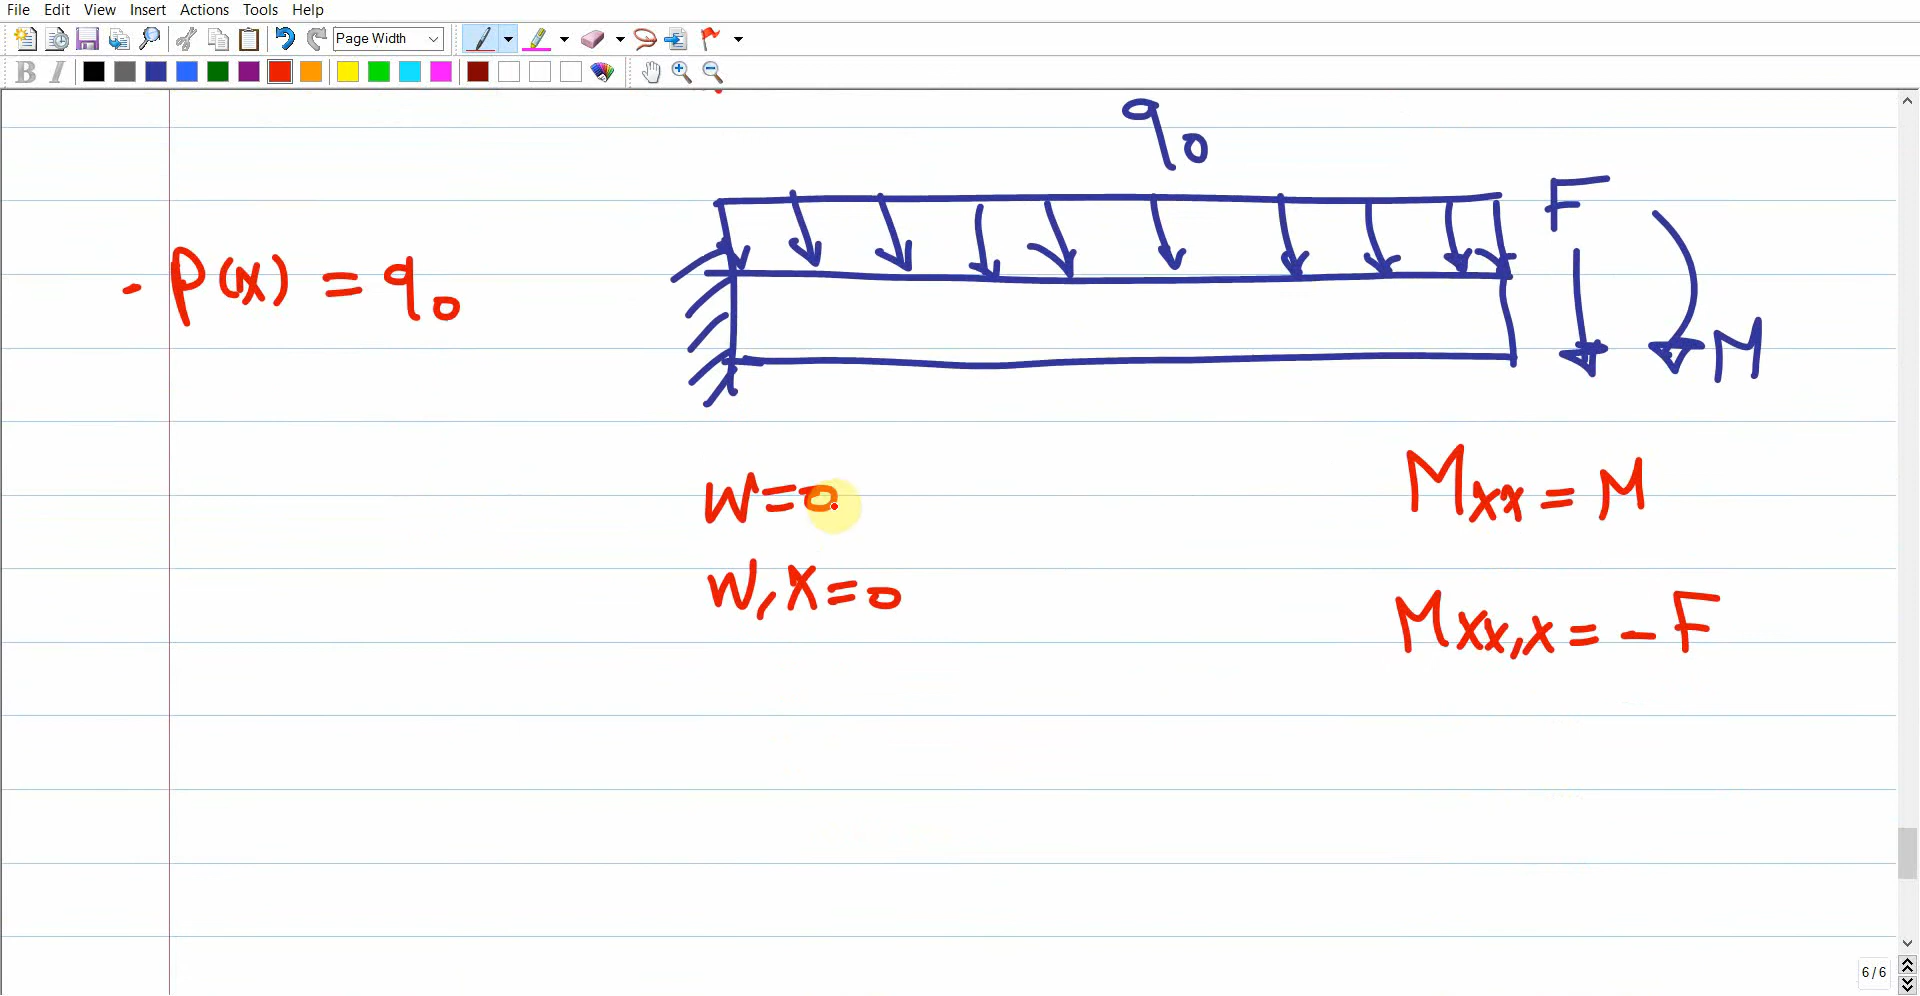 File Edit View Insert Actions Tools Help
Page Width
B I
q₀
F
- P(x) = q₀
M
W=0
Mxx = M
W,x=0
Mxx,x = -F
6 / 6